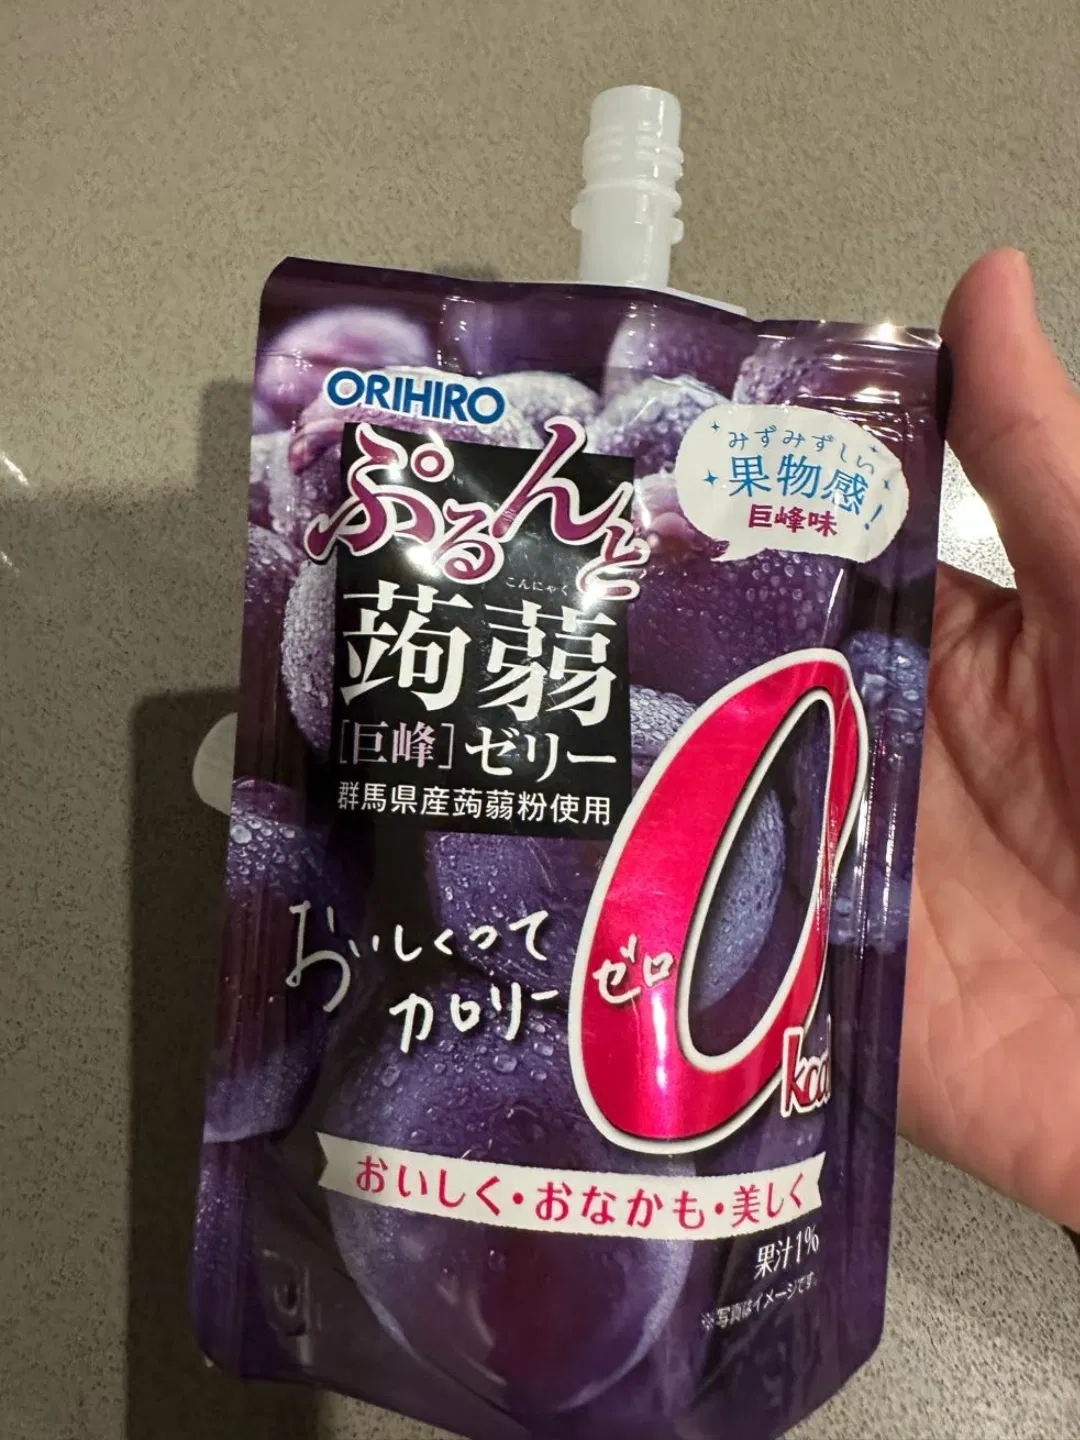 ORIHIRO
ぷるんと
こんにゃく
蒟蒻
[巨峰]ゼリー
群馬県産蒟蒻粉使用
みずみずしい
果物感!
巨峰味
おいしくって
カロリー
ゼロ
0
kcal
おいしく・おなかも・美しく
果汁1%
※写真はイメージです。